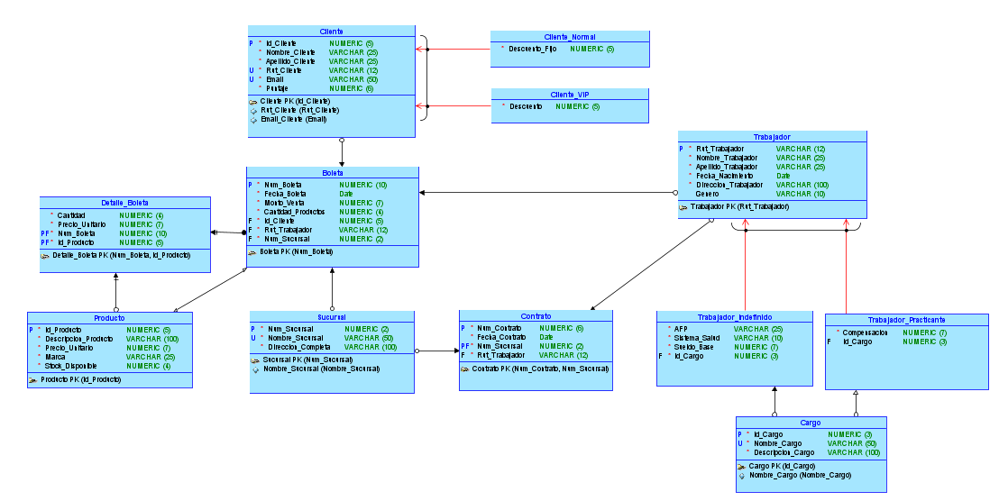 Cliente
P * Id_Cliente NUMERIC (5)
* Nombre_Cliente VARCHAR (25)
* Apellido_Cliente VARCHAR (25)
U * Rut_Cliente VARCHAR (12)
U * Email VARCHAR (50)
* Puntaje NUMERIC (6)
Cliente PK (Id_Cliente)
Rut_Cliente (Rut_Cliente)
Email_Cliente (Email)
Cliente_Normal
* Descuento_Fijo NUMERIC (5)
Cliente_VIP
* Descuento NUMERIC (5)
Trabajador
P * Rut_Trabajador VARCHAR (12)
* Nombre_Trabajador VARCHAR (25)
* Apellido_Trabajador VARCHAR (25)
* Fecha_Nacimiento Date
* Direccion_Trabajador VARCHAR (100)
Genero VARCHAR (10)
Trabajador PK (Rut_Trabajador)
Boleta
P * Num_Boleta NUMERIC (10)
* Fecha_Boleta Date
* Monto_Venta NUMERIC (7)
* Cantidad_Productos NUMERIC (4)
F * Id_Cliente NUMERIC (5)
F * Rut_Trabajador VARCHAR (12)
F * Num_Sucursal NUMERIC (2)
Boleta PK (Num_Boleta)
Detalle_Boleta
* Cantidad NUMERIC (4)
* Precio_Unitario NUMERIC (7)
PF * Num_Boleta NUMERIC (10)
PF * Id_Producto NUMERIC (5)
Detalle_Boleta PK (Num_Boleta, Id_Producto)
Producto
P * Id_Producto NUMERIC (5)
* Descripcion_Producto VARCHAR (100)
* Precio_Unitario NUMERIC (7)
* Marca VARCHAR (25)
* Stock_Disponible NUMERIC (4)
Producto PK (Id_Producto)
Sucursal
P * Num_Sucursal NUMERIC (2)
U * Nombre_Sucursal VARCHAR (50)
* Direccion_Completa VARCHAR (100)
Sucursal PK (Num_Sucursal)
Nombre_Sucursal (Nombre_Sucursal)
Contrato
P * Num_Contrato NUMERIC (6)
* Fecha_Contrato Date
PF * Num_Sucursal NUMERIC (2)
F * Rut_Trabajador VARCHAR (12)
Contrato PK (Num_Contrato, Num_Sucursal)
Trabajador_Indefinido
* AFP VARCHAR (25)
* Sistema_Salud VARCHAR (10)
* Sueldo_Base NUMERIC (7)
F * Id_Cargo NUMERIC (3)
Trabajador_Practicante
* Compensacion NUMERIC (7)
F Id_Cargo NUMERIC (3)
Cargo
P * Id_Cargo NUMERIC (3)
U * Nombre_Cargo VARCHAR (50)
* Descripcion_Cargo VARCHAR (100)
Cargo PK (Id_Cargo)
Nombre_Cargo (Nombre_Cargo)